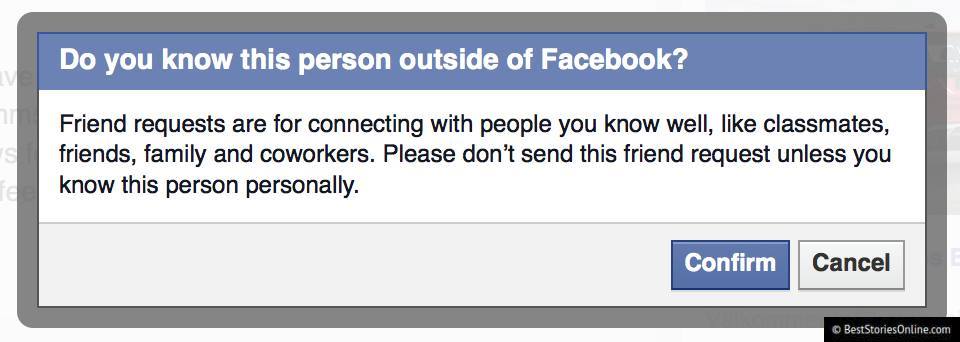 Do you know this person outside of Facebook?
Friend requests are for connecting with people you know well, like classmates,
friends, family and coworkers. Please don’t send this friend request unless you
know this person personally.
Confirm Cancel
© BestStoriesOnline.com